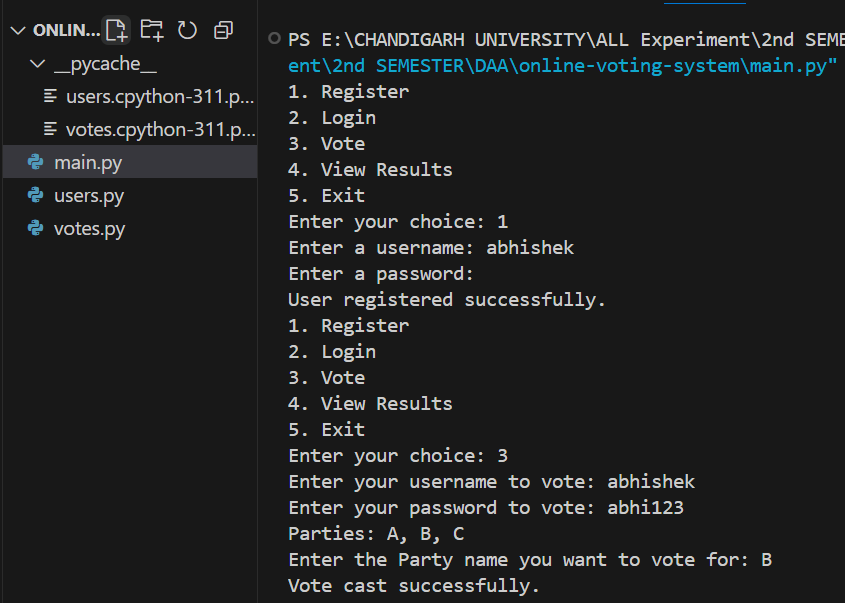 ONLIN...
__pycache__
users.cpython-311.p...
votes.cpython-311.p...
main.py
users.py
votes.py
PS E:\CHANDIGARH UNIVERSITY\ALL Experiment\2nd SEME
ent\2nd SEMESTER\DAA\online-voting-system\main.py"
1. Register
2. Login
3. Vote
4. View Results
5. Exit
Enter your choice: 1
Enter a username: abhishek
Enter a password:
User registered successfully.
1. Register
2. Login
3. Vote
4. View Results
5. Exit
Enter your choice: 3
Enter your username to vote: abhishek
Enter your password to vote: abhi123
Parties: A, B, C
Enter the Party name you want to vote for: B
Vote cast successfully.